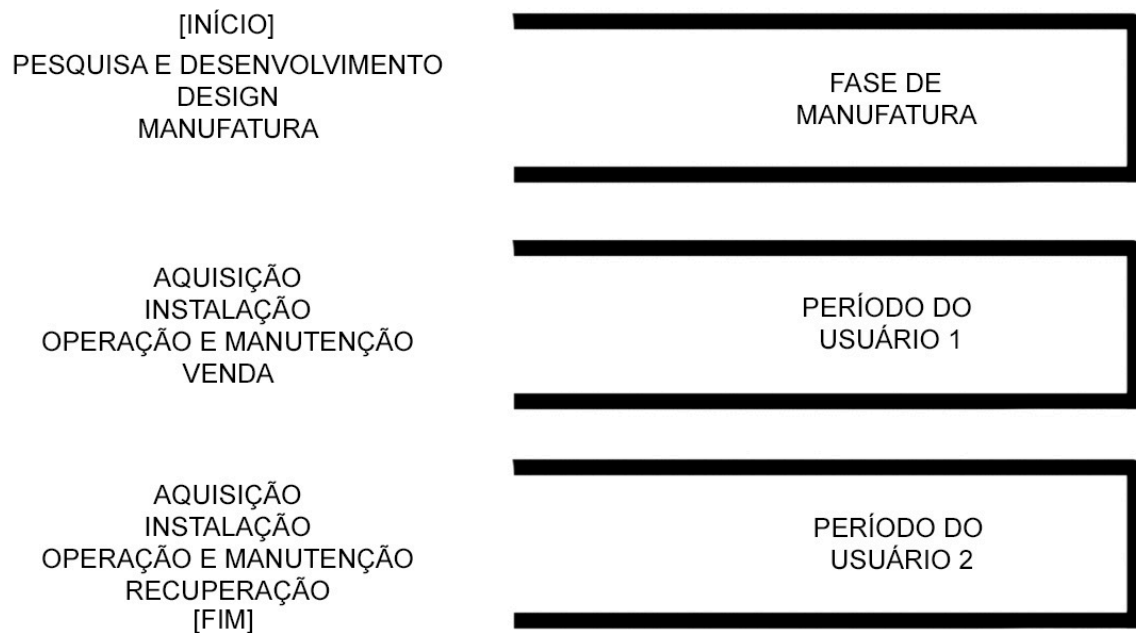 [INÍCIO]
PESQUISA E DESENVOLVIMENTO
DESIGN
MANUFATURA
FASE DE
MANUFATURA
AQUISIÇÃO
INSTALAÇÃO
OPERAÇÃO E MANUTENÇÃO
VENDA
PERÍODO DO
USUÁRIO 1
AQUISIÇÃO
INSTALAÇÃO
OPERAÇÃO E MANUTENÇÃO
RECUPERAÇÃO
[FIM]
PERÍODO DO
USUÁRIO 2